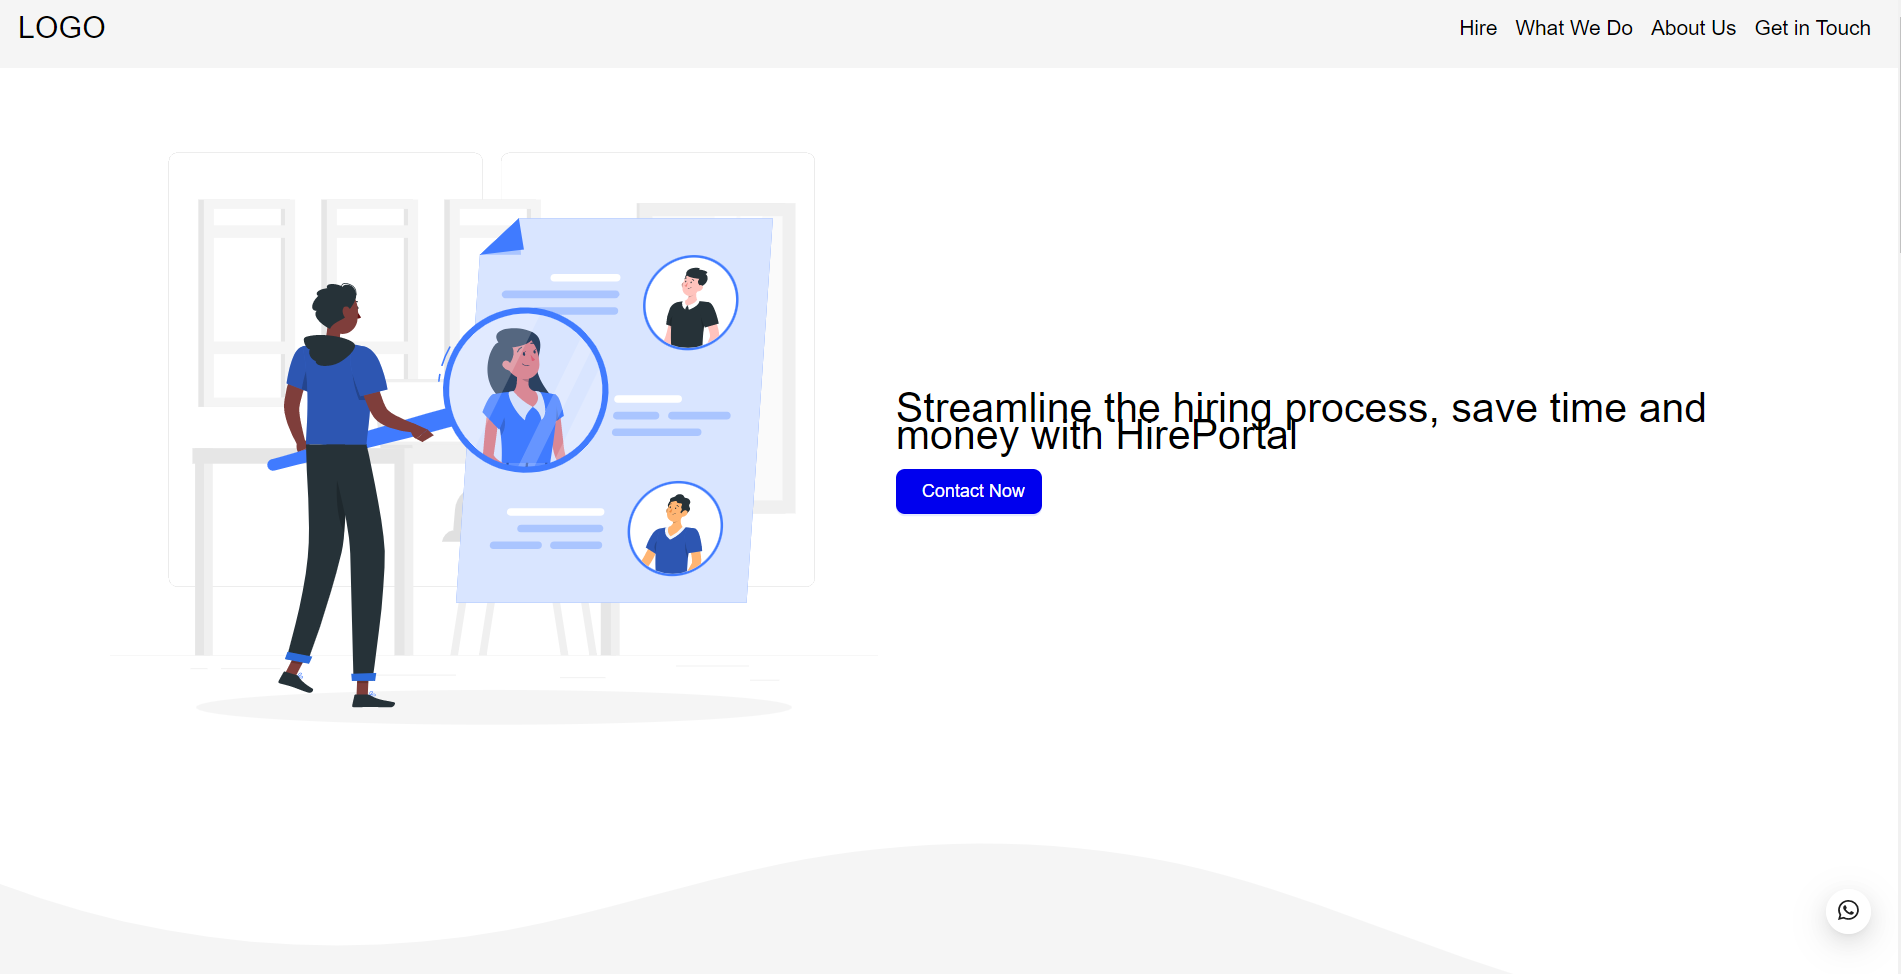 LOGO
Hire What We Do About Us Get in Touch
Streamline the hiring process, save time and
money with HirePortal
Contact Now